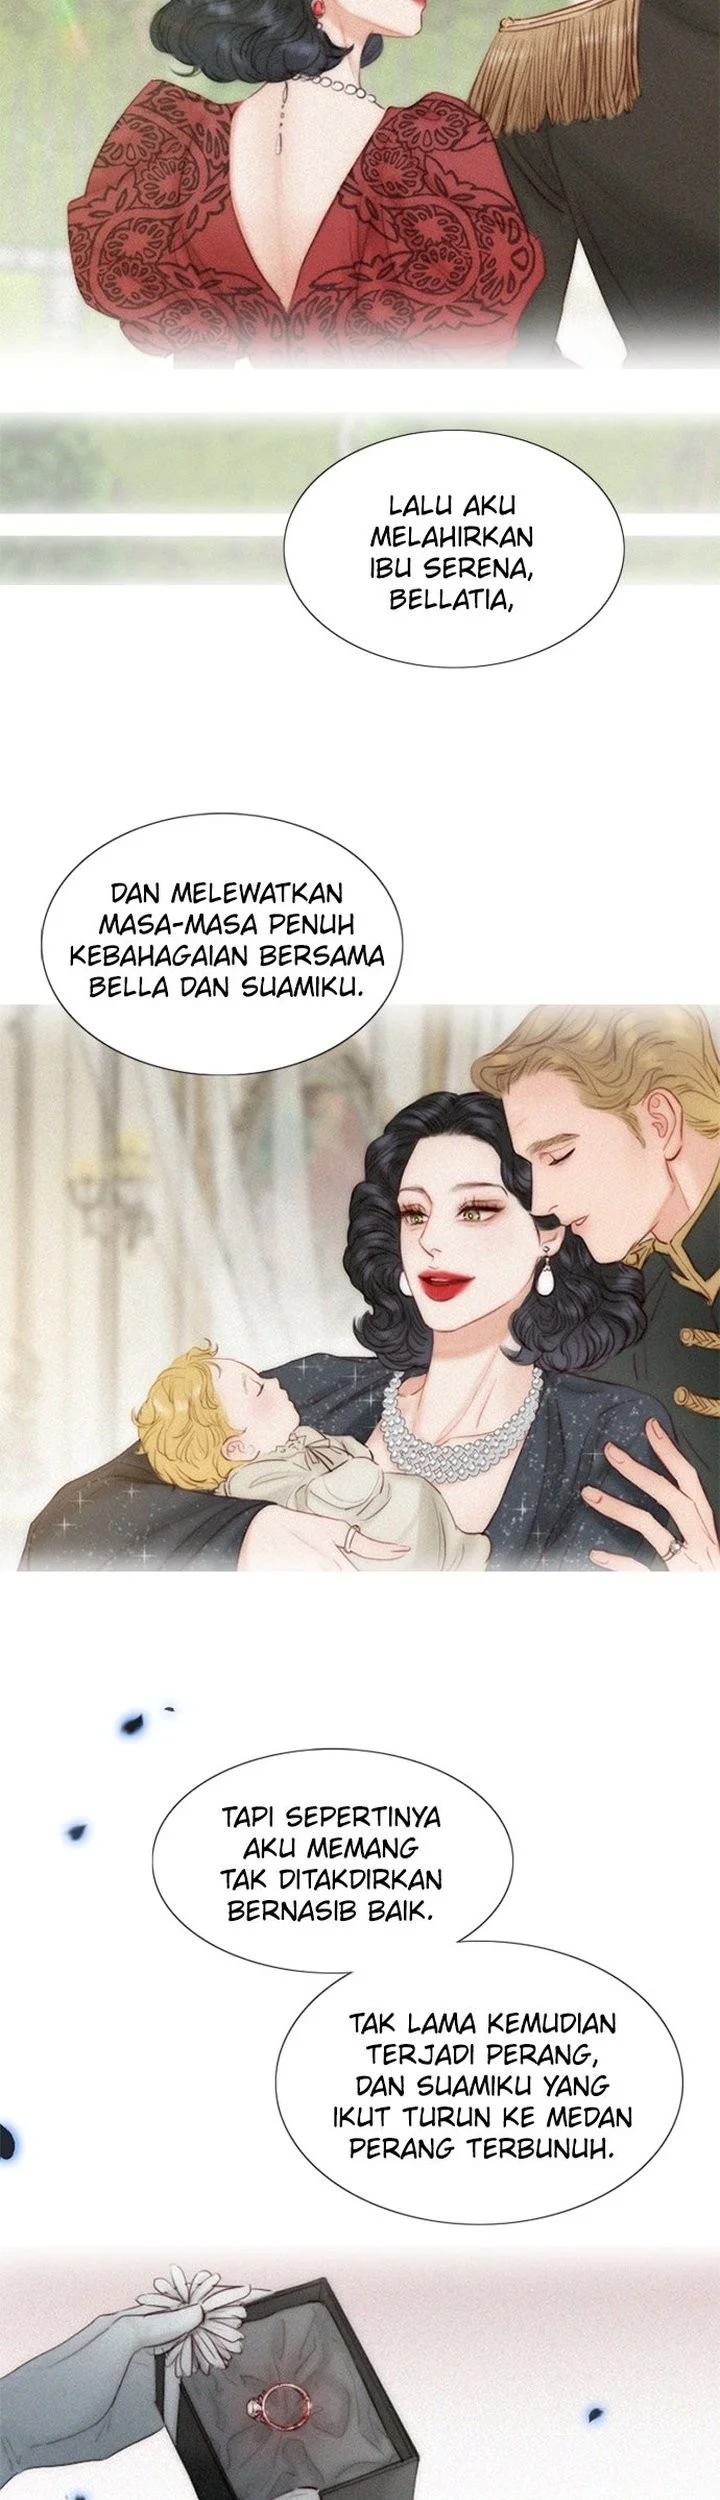 LALU AKU
MELAHIRKAN
IBU SERENA,
BELLATIA,
DAN MELEWATKAN
MASA-MASA PENUH
KEBAHAGAIAN BERSAMA
BELLA DAN SUAMIKU.
TAPI SEPERTINYA
AKU MEMANG
TAK DITAKDIRKAN
BERNASIB BAIK.
TAK LAMA KEMUDIAN
TERJADI PERANG,
DAN SUAMIKU YANG
IKUT TURUN KE MEDAN
PERANG TERBUNUH.